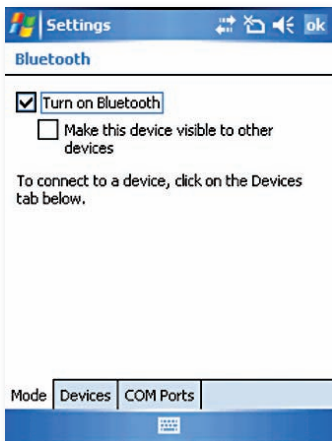 Settings
ok
Bluetooth
Turn on Bluetooth
Make this device visible to other
devices
To connect to a device, click on the Devices
tab below.
Mode Devices COM Ports